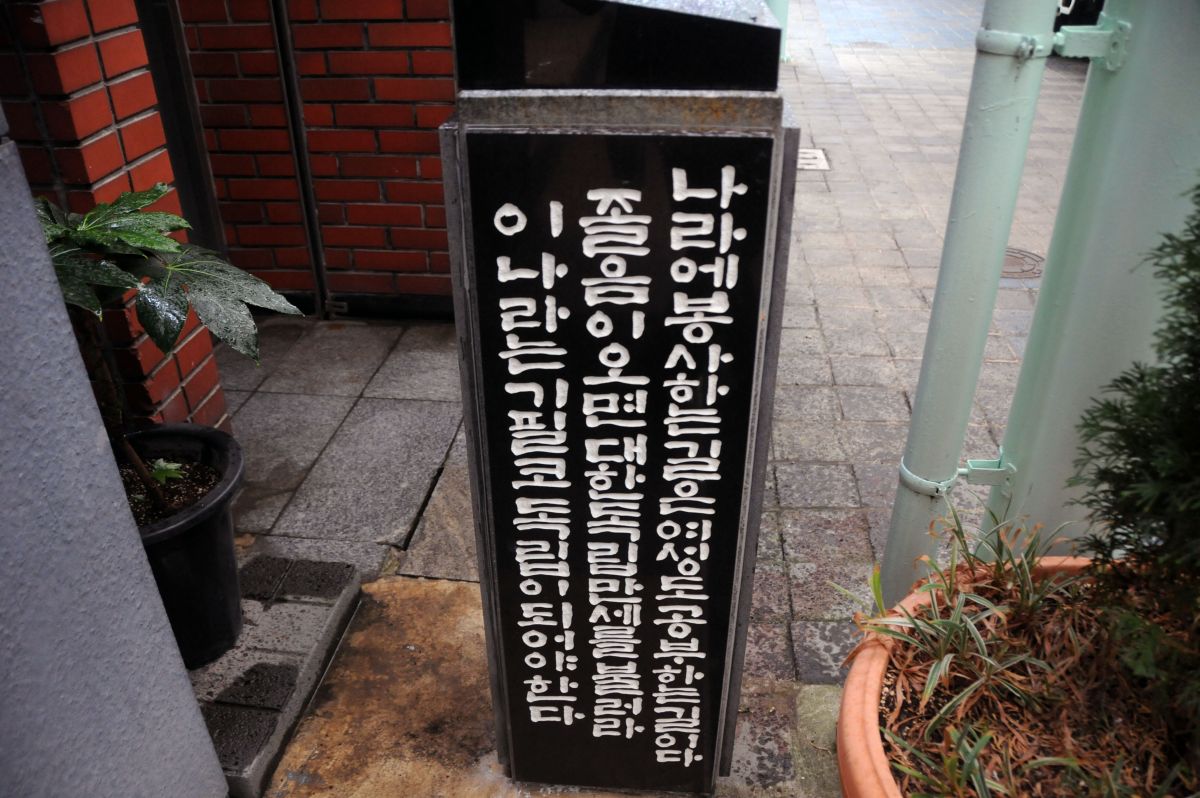 나라에봉사하는길은여성도공부하는길이다
졸음이오면대한독립만세를불러라
이나라는기필코독립이되어야한다